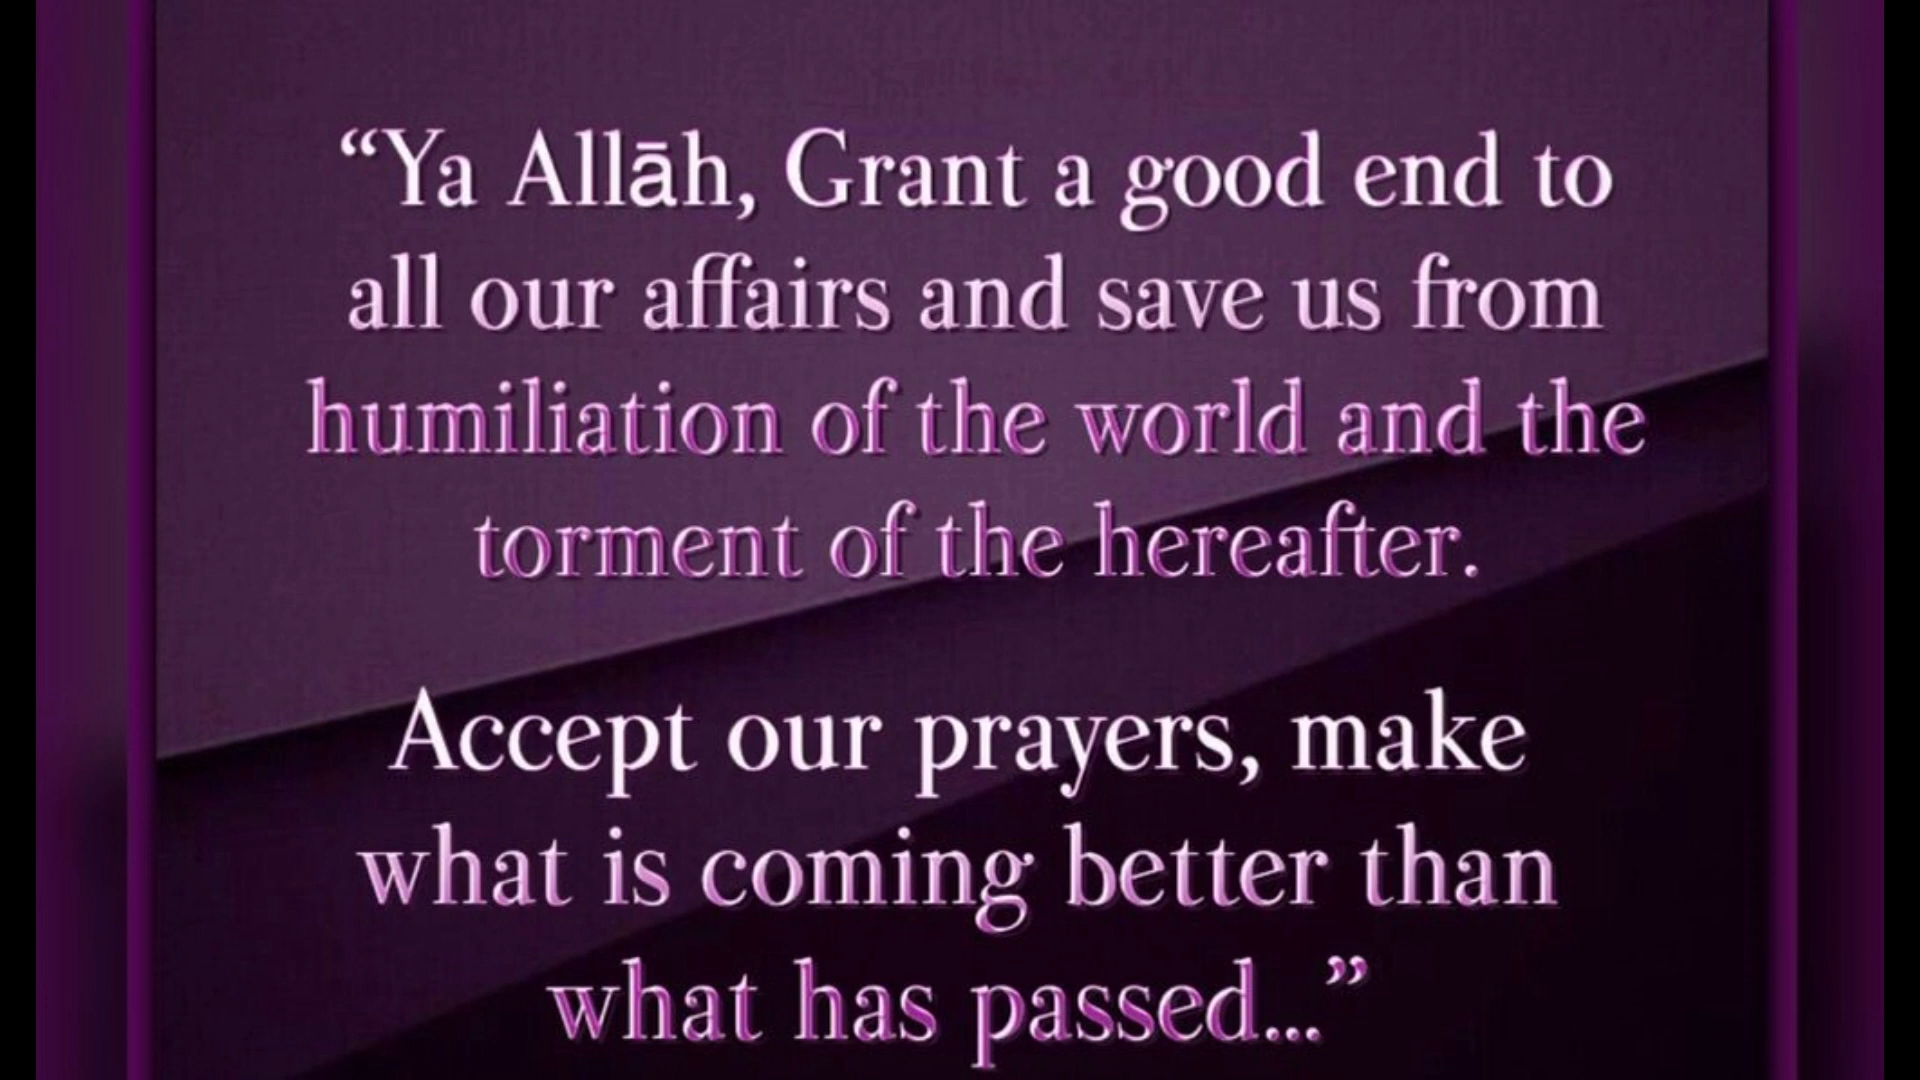 “Ya Allāh, Grant a good end to
all our affairs and save us from
humiliation of the world and the
torment of the hereafter.
Accept our prayers, make
what is coming better than
what has passed...”